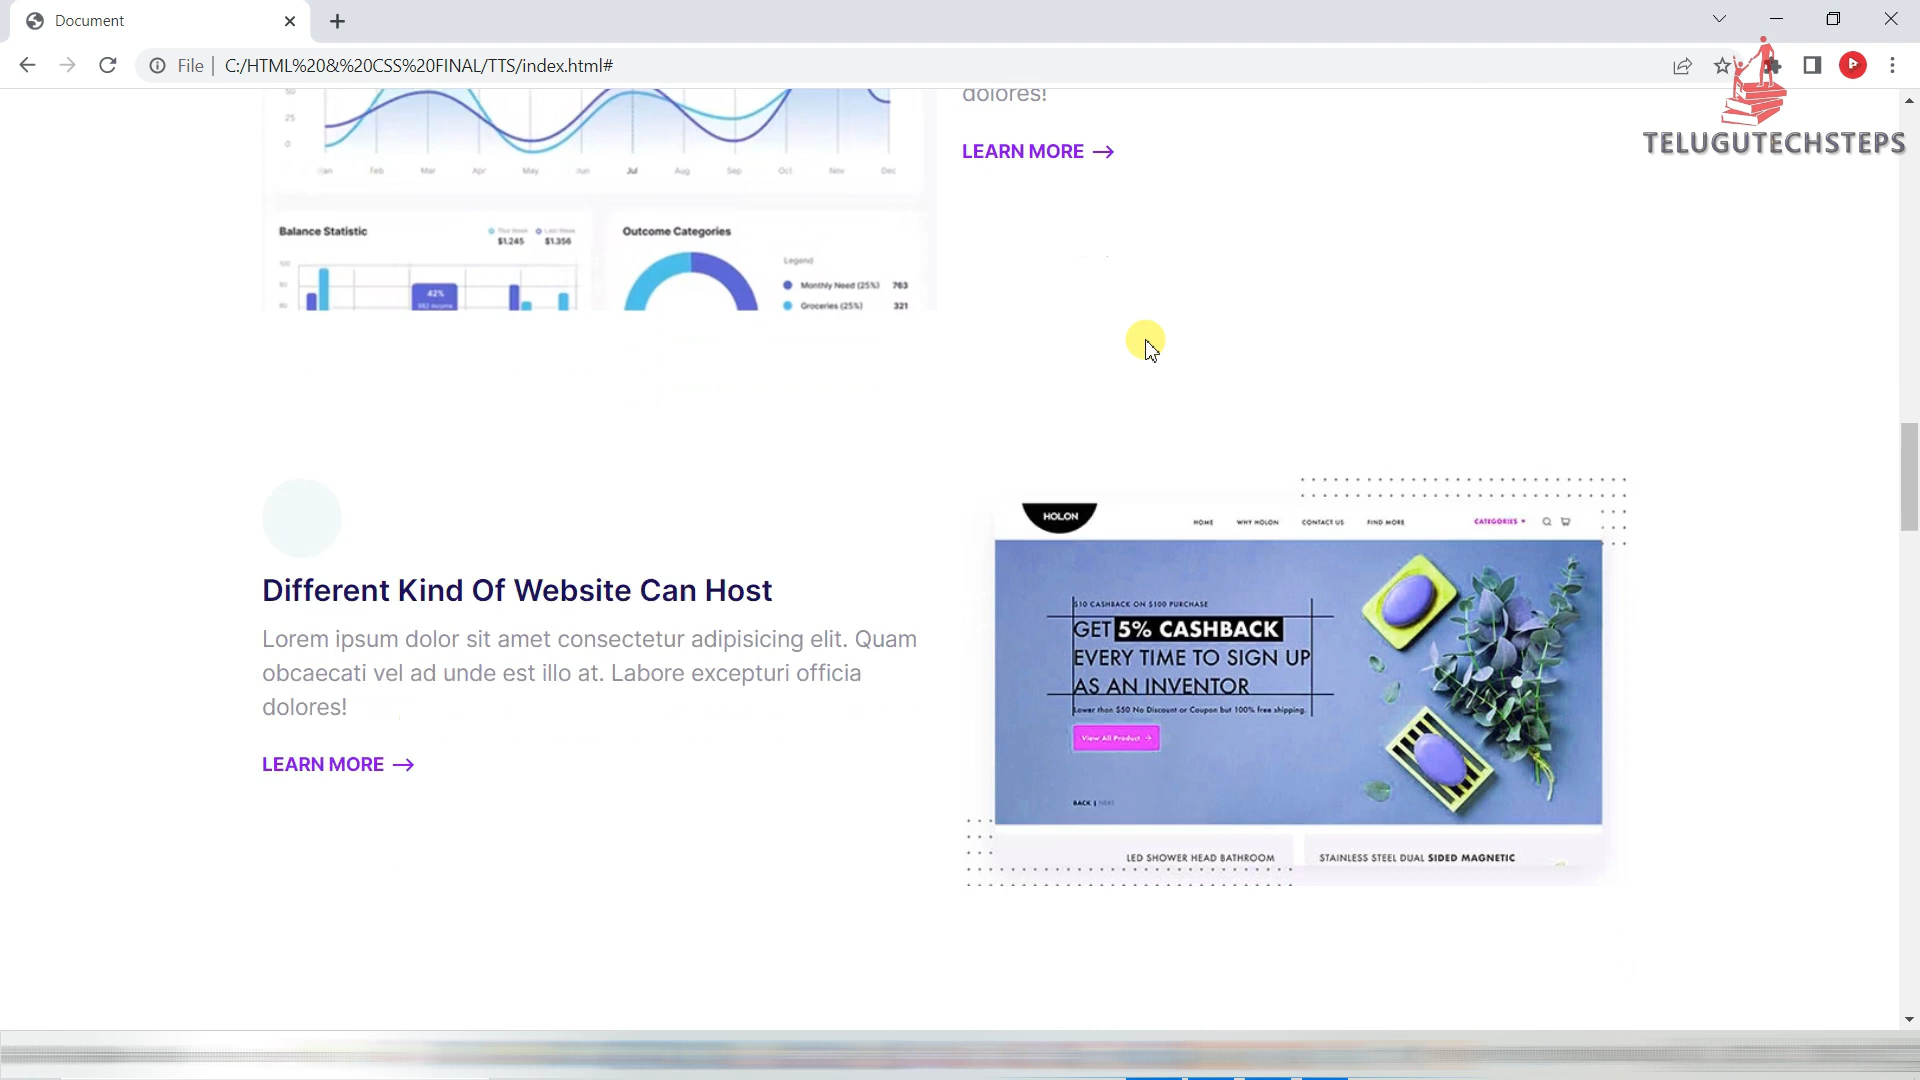 Document
File
C:/HTML%20&%20CSS%20FINAL/TTS/index.html#
TELUGUTECHSTEPS
dolores!
LEARN MORE
50
25
0
Jan Feb Mar Apr May Jun Jul Aug Sep Oct Nov Dec
Balance Statistic
This Week Last Week
$1.245 $1.356
100
42%
Outcome Categories
Legend
Monthly Need (25%) 763
Groceries (25%) 321
Different Kind Of Website Can Host
Lorem ipsum dolor sit amet consectetur adipisicing elit. Quam
obcaecati vel ad unde est illo at. Labore excepturi officia
dolores!
LEARN MORE
HOLON
HOME WHY HOLON CONTACT US FIND MORE CATEGORIES
$10 CASHBACK ON $100 PURCHASE
GET 5% CASHBACK
EVERY TIME TO SIGN UP
AS AN INVENTOR
Lower than $50 No Discount or Coupon but 100% free shipping.
View All Product
BACK | NEXT
LED SHOWER HEAD BATHROOM
STAINLESS STEEL DUAL SIDED MAGNETIC